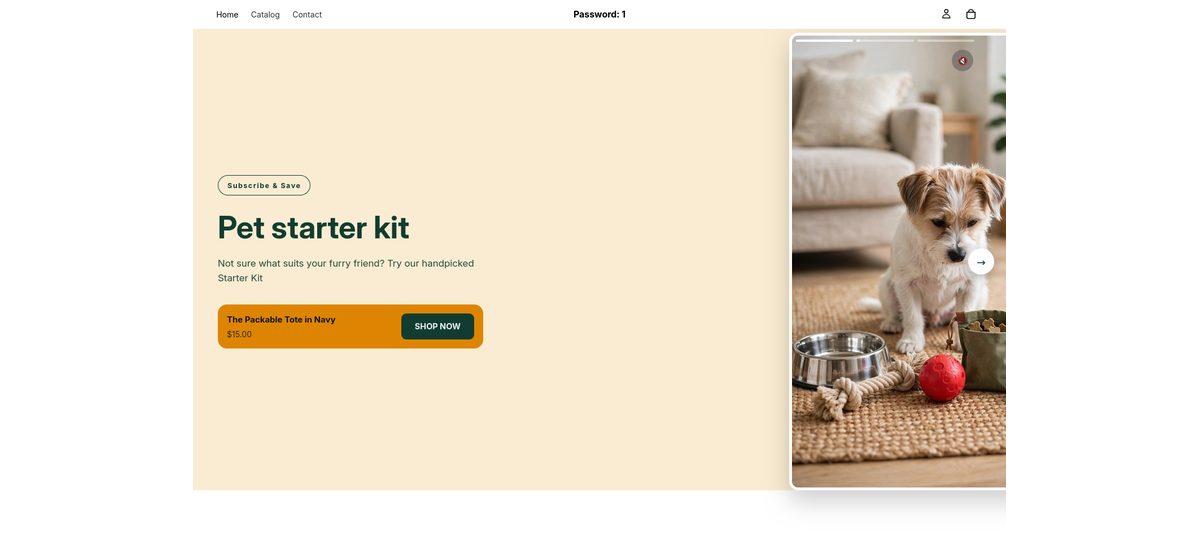 Home Catalog Contact Password: 1
Subscribe & Save
Pet starter kit
Not sure what suits your furry friend? Try our handpicked
Starter Kit
The Packable Tote in Navy
$15.00
SHOP NOW